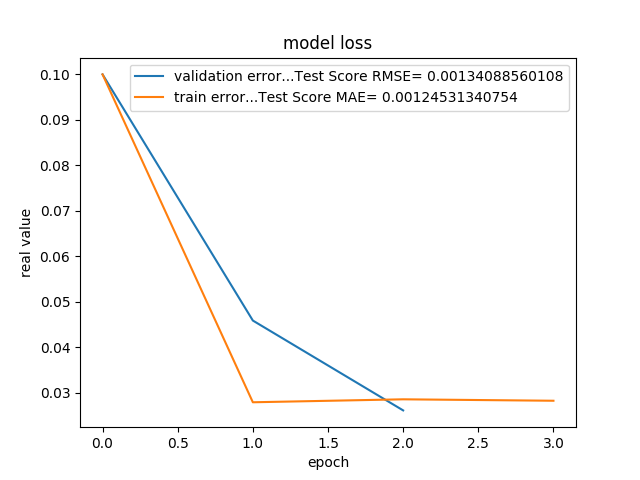 model loss
validation error...Test Score RMSE= 0.00134088560108
train error...Test Score MAE= 0.00124531340754
0.10
0.09
0.08
0.07
0.06
0.05
0.04
0.03
real value
0.0 0.5 1.0 1.5 2.0 2.5 3.0
epoch